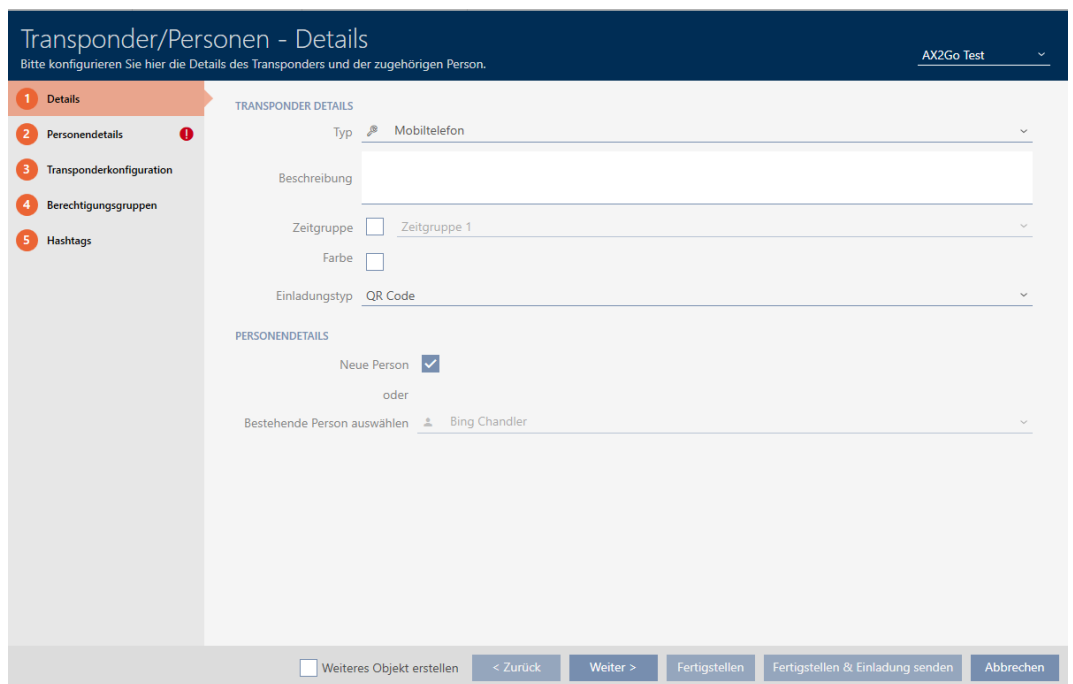 Transponder/Personen - Details
Bitte konfigurieren Sie hier die Details des Transponders und der zugehörigen Person.
AX2Go Test
1 Details
2 Personendetails !
3 Transponderkonfiguration
4 Berechtigungsgruppen
5 Hashtags
TRANSPONDER DETAILS
Typ Mobiltelefon
Beschreibung
Zeitgruppe Zeitgruppe 1
Farbe
Einladungstyp QR Code
PERSONENDETAILS
Neue Person
oder
Bestehende Person auswählen Bing Chandler
Weiteres Objekt erstellen < Zurück Weiter > Fertigstellen Fertigstellen & Einladung senden Abbrechen